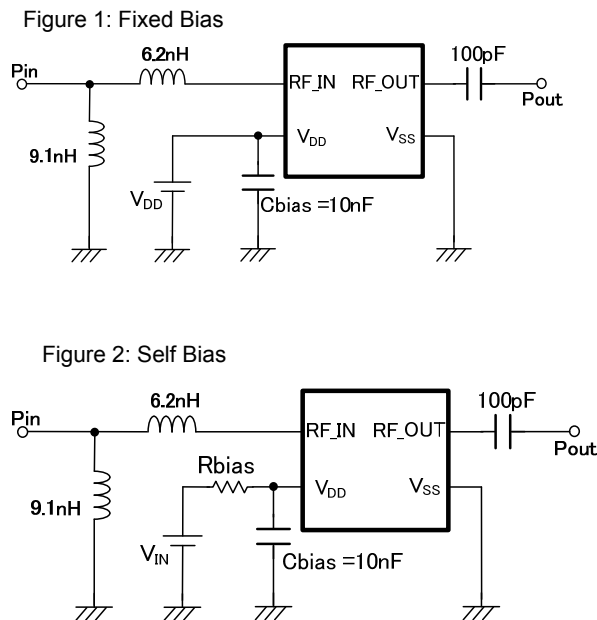 Figure 1: Fixed Bias
6.2nH
100pF
Pin
RF_IN
RF_OUT
Pout
9.1nH
VDD
VSS
VDD
Cbias =10nF
Figure 2: Self Bias
6.2nH
100pF
Pin
RF_IN
RF_OUT
Pout
Rbias
9.1nH
VDD
VSS
VIN
Cbias =10nF